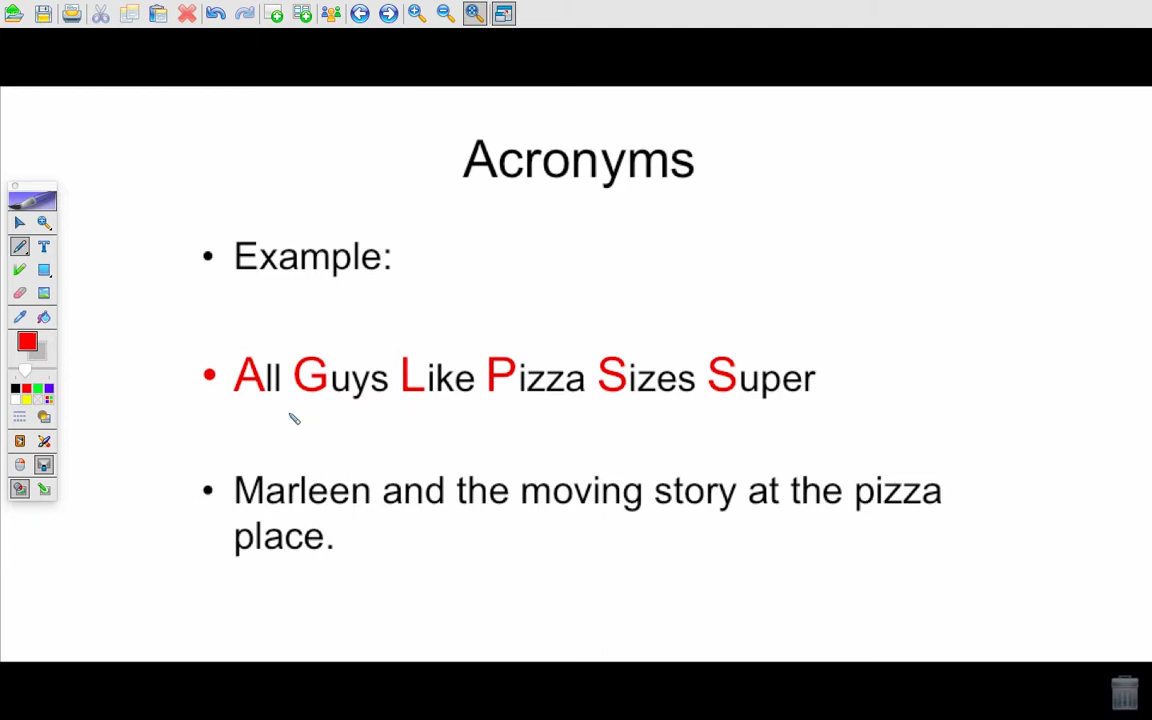 Acronyms
• Example:
• All Guys Like Pizza Sizes Super
• Marleen and the moving story at the pizza
place.